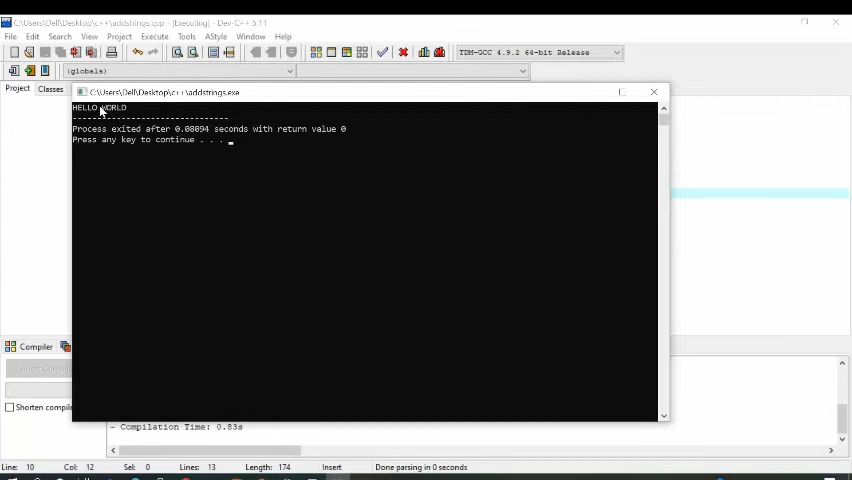 C:\Users\Dell\Desktop\c++\addstrings.cpp - [Executing] - Dev-C++ 5.11
File Edit Search View Project Execute Tools AStyle Window Help
TDM-GCC 4.9.2 64-bit Release
(globals)
Project Classes
C:\Users\Dell\Desktop\c++\addstrings.exe
HELLO WORLD
--------------------------------
Process exited after 0.08094 seconds with return value 0
Press any key to continue . . .
Compiler
Shorten compile
- Compilation Time: 0.83s
Line: 10 Col: 12 Sel: 0 Lines: 13 Length: 174 Insert Done parsing in 0 seconds